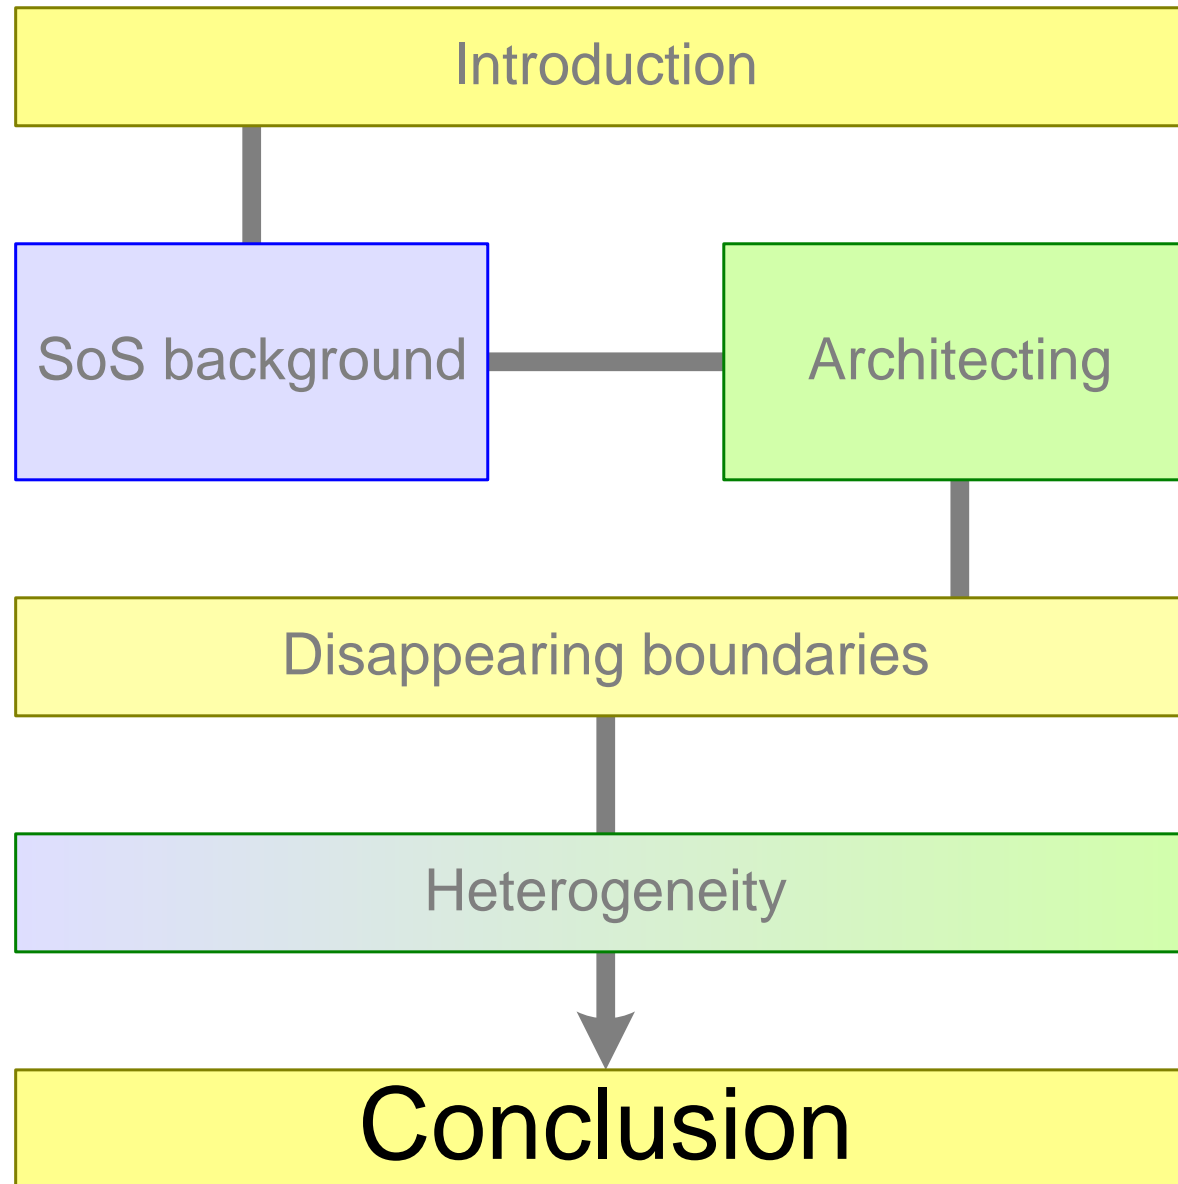 Introduction
SoS background
Architecting
Disappearing boundaries
Heterogeneity
Conclusion